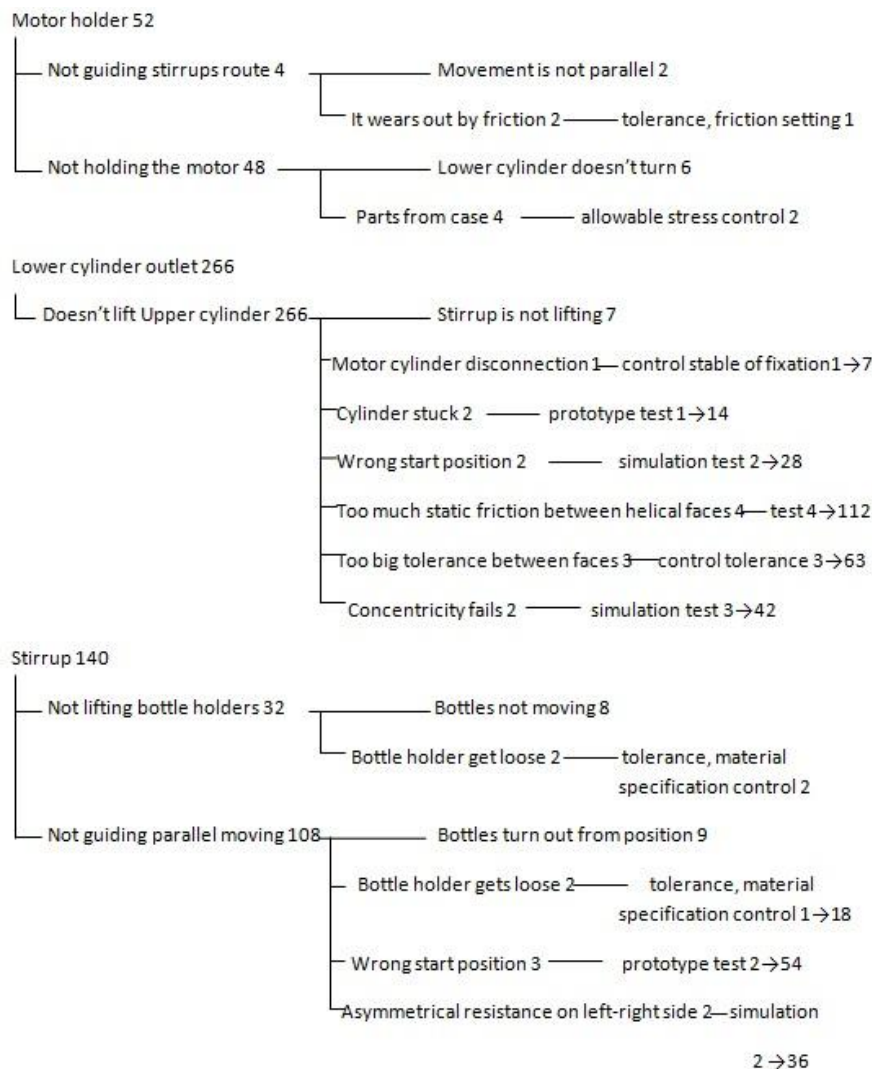 Motor holder 52
Not guiding stirrups route 4 Movement is not parallel 2
It wears out by friction 2 tolerance, friction setting 1
Not holding the motor 48 Lower cylinder doesn't turn 6
Parts from case 4 allowable stress control 2
Lower cylinder outlet 266
Doesn't lift Upper cylinder 266 Stirrup is not lifting 7
Motor cylinder disconnection 1 control stable of fixation1→7
Cylinder stuck 2 prototype test 1→14
Wrong start position 2 simulation test 2→28
Too much static friction between helical faces 4 test 4→112
Too big tolerance between faces 3 control tolerance 3→63
Concentricity fails 2 simulation test 3→42
Stirrup 140
Not lifting bottle holders 32 Bottles not moving 8
Bottle holder get loose 2 tolerance, material
specification control 2
Not guiding parallel moving 108 Bottles turn out from position 9
Bottle holder gets loose 2 tolerance, material
specification control 1→18
Wrong start position 3 prototype test 2→54
Asymmetrical resistance on left-right side 2 simulation
2 →36